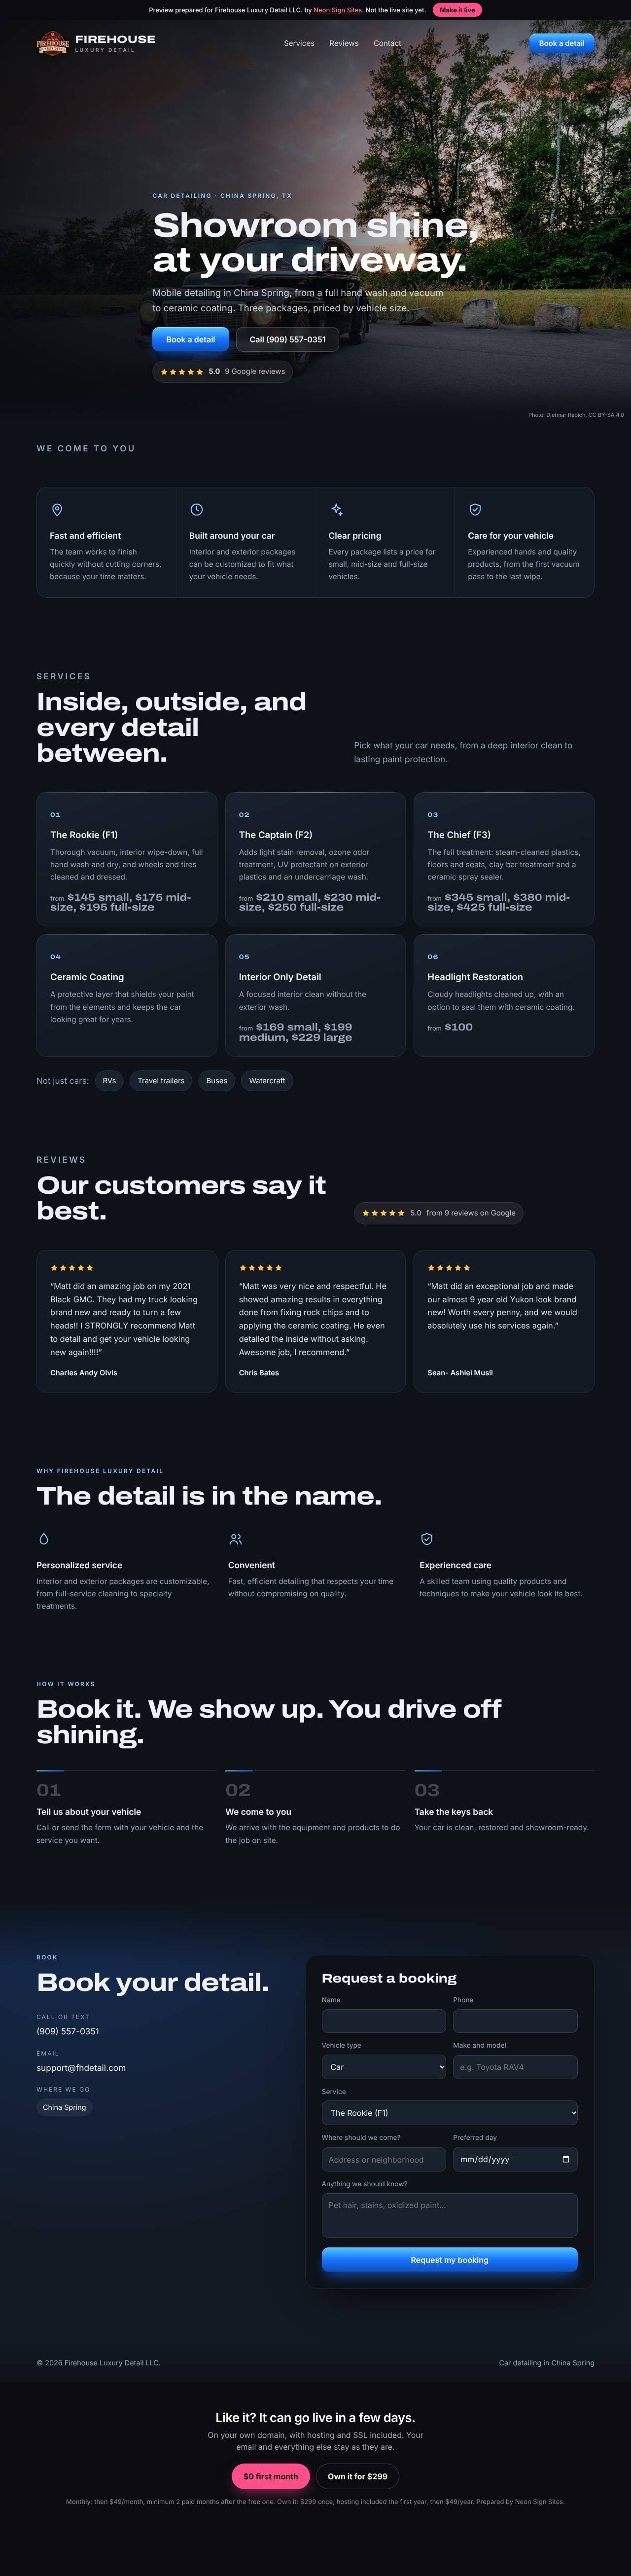 Preview prepared for Firehouse Luxury Detail LLC. by Neon Sign Sites. Not the live site yet. Make it live
FIREHOUSE
LUXURY DETAIL
Services Reviews Contact
Book a detail
CAR DETAILING · CHINA SPRING, TX
Showroom shine,
at your driveway.
Mobile detailing in China Spring, from a full hand wash and vacuum
to ceramic coating. Three packages, priced by vehicle size.
Book a detail Call (909) 557-0351
★★★★★ 5.0 9 Google reviews
Photo: Dietmar Rabich, CC BY-SA 4.0
WE COME TO YOU
Fast and efficient
The team works to finish
quickly without cutting corners,
because your time matters.
Built around your car
Interior and exterior packages
can be customized to fit what
your vehicle needs.
Clear pricing
Every package lists a price for
small, mid-size and full-size
vehicles.
Care for your vehicle
Experienced hands and quality
products, from the first vacuum
pass to the last wipe.
SERVICES
Inside, outside, and
every detail
between.
Pick what your car needs, from a deep interior clean to
lasting paint protection.
01
The Rookie (F1)
Thorough vacuum, interior wipe-down, full
hand wash and dry, and wheels and tires
cleaned and dressed.
from $145 small, $175 mid-
size, $195 full-size
02
The Captain (F2)
Adds light stain removal, ozone odor
treatment, UV protectant on exterior
plastics and an undercarriage wash.
from $210 small, $230 mid-
size, $250 full-size
03
The Chief (F3)
The full treatment: steam-cleaned plastics,
floors and seats, clay bar treatment and a
ceramic spray sealer.
from $345 small, $380 mid-
size, $425 full-size
04
Ceramic Coating
A protective layer that shields your paint
from the elements and keeps the car
looking great for years.
05
Interior Only Detail
A focused interior clean without the
exterior wash.
from $169 small, $199
medium, $229 large
06
Headlight Restoration
Cloudy headlights cleaned up, with an
option to seal them with ceramic coating.
from $100
Not just cars: RVs Travel trailers Buses Watercraft
REVIEWS
Our customers say it
best.
★★★★★ 5.0 from 9 reviews on Google
★★★★★
“Matt did an amazing job on my 2021
Black GMC. They had my truck looking
brand new and ready to turn a few
heads!! I STRONGLY recommend Matt
to detail and get your vehicle looking
new again!!!!”
Charles Andy Olvis
★★★★★
“Matt was very nice and respectful. He
showed amazing results in everything
done from fixing rock chips and to
applying the ceramic coating. He even
detailed the inside without asking.
Awesome job, I recommend.”
Chris Bates
★★★★★
“Matt did an exceptional job and made
our almost 9 year old Yukon look brand
new! Worth every penny, and we would
absolutely use his services again.”
Sean- Ashlei Musil
WHY FIREHOUSE LUXURY DETAIL
The detail is in the name.
Personalized service
Interior and exterior packages are customizable,
from full-service cleaning to specialty
treatments.
Convenient
Fast, efficient detailing that respects your time
without compromising on quality.
Experienced care
A skilled team using quality products and
techniques to make your vehicle look its best.
HOW IT WORKS
Book it. We show up. You drive off
shining.
01
Tell us about your vehicle
Call or send the form with your vehicle and the
service you want.
02
We come to you
We arrive with the equipment and products to do
the job on site.
03
Take the keys back
Your car is clean, restored and showroom-ready.
BOOK
Book your detail.
CALL OR TEXT
(909) 557-0351
EMAIL
support@fhdetail.com
WHERE WE GO
China Spring
Request a booking
Name Phone
Vehicle type Make and model
Car e.g. Toyota RAV4
Service
The Rookie (F1)
Where should we come? Preferred day
Address or neighborhood mm/dd/yyyy
Anything we should know?
Pet hair, stains, oxidized paint...
Request my booking
© 2026 Firehouse Luxury Detail LLC.
Car detailing in China Spring
Like it? It can go live in a few days.
On your own domain, with hosting and SSL included. Your
email and everything else stay as they are.
$0 first month Own it for $299
Monthly: then $49/month, minimum 2 paid months after the free one. Own it: $299 once, hosting included the first year, then $49/year. Prepared by Neon Sign Sites.